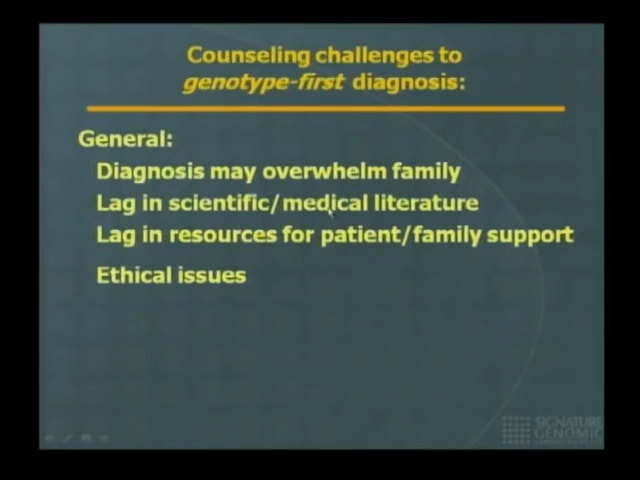 Counseling challenges to
genotype-first diagnosis:
General:
Diagnosis may overwhelm family
Lag in scientific/medical literature
Lag in resources for patient/family support
Ethical issues
SIGNATURE
GENOMIC